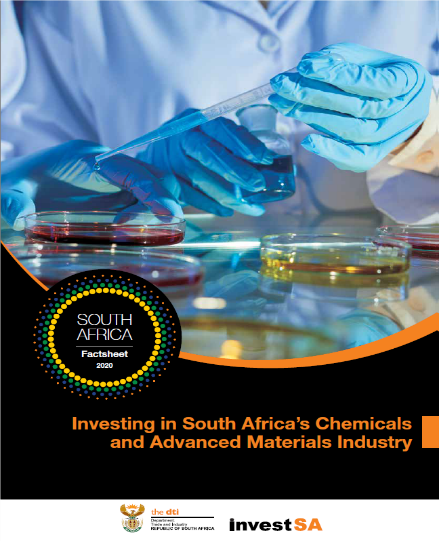 SOUTH
AFRICA
Factsheet
2020
Investing in South Africa's Chemicals
and Advanced Materials Industry
the dti
Department:
Trade and Industry
REPUBLIC OF SOUTH AFRICA
investSA